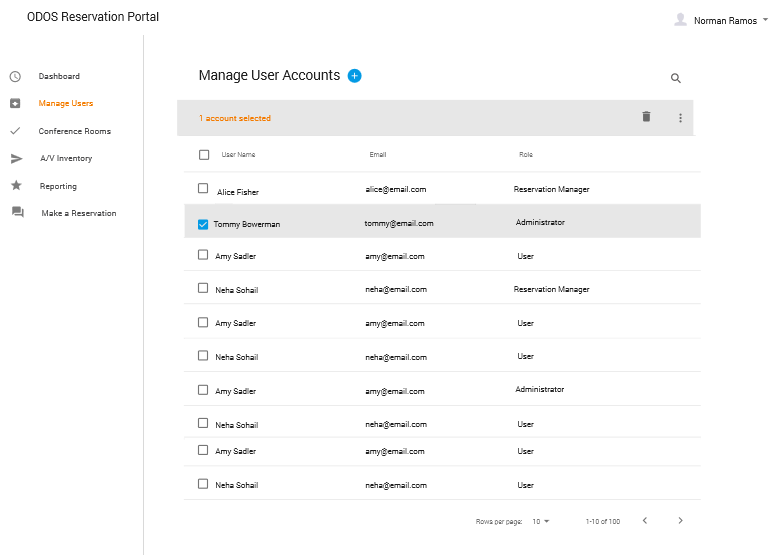 ODOS Reservation Portal
Norman Ramos
Dashboard
Manage Users
Conference Rooms
A/V Inventory
Reporting
Make a Reservation
Manage User Accounts
1 account selected
User Name Email Role
Alice Fisher alice@email.com Reservation Manager
Tommy Bowerman tommy@email.com Administrator
Amy Sadler amy@email.com User
Neha Sohail neha@email.com Reservation Manager
Amy Sadler amy@email.com User
Neha Sohail neha@email.com User
Amy Sadler amy@email.com Administrator
Neha Sohail neha@email.com User
Amy Sadler amy@email.com User
Neha Sohail neha@email.com User
Rows per page: 10 1-10 of 100